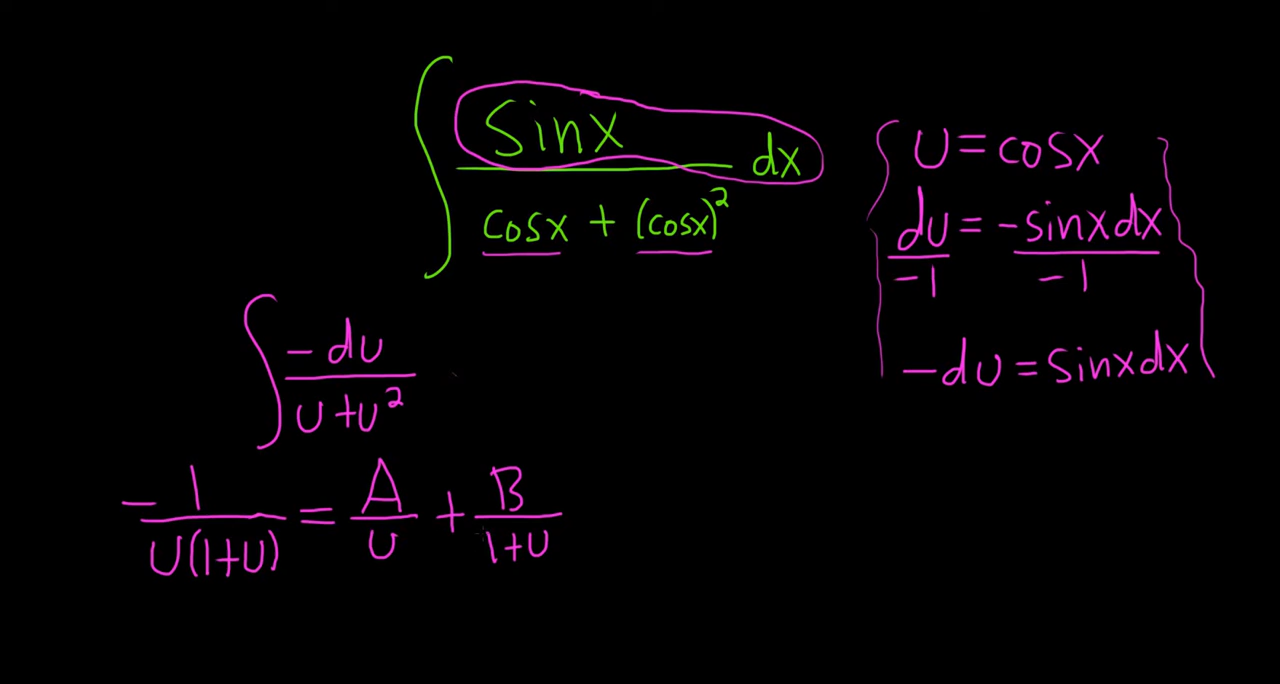 ∫ sinx / (cosx + (cosx)²) dx
u = cosx
du / -1 = -sinxdx / -1
-du = sinxdx
∫ -du / (u + u²)
-1 / (u(1+u)) = A / u + B / (1+u)